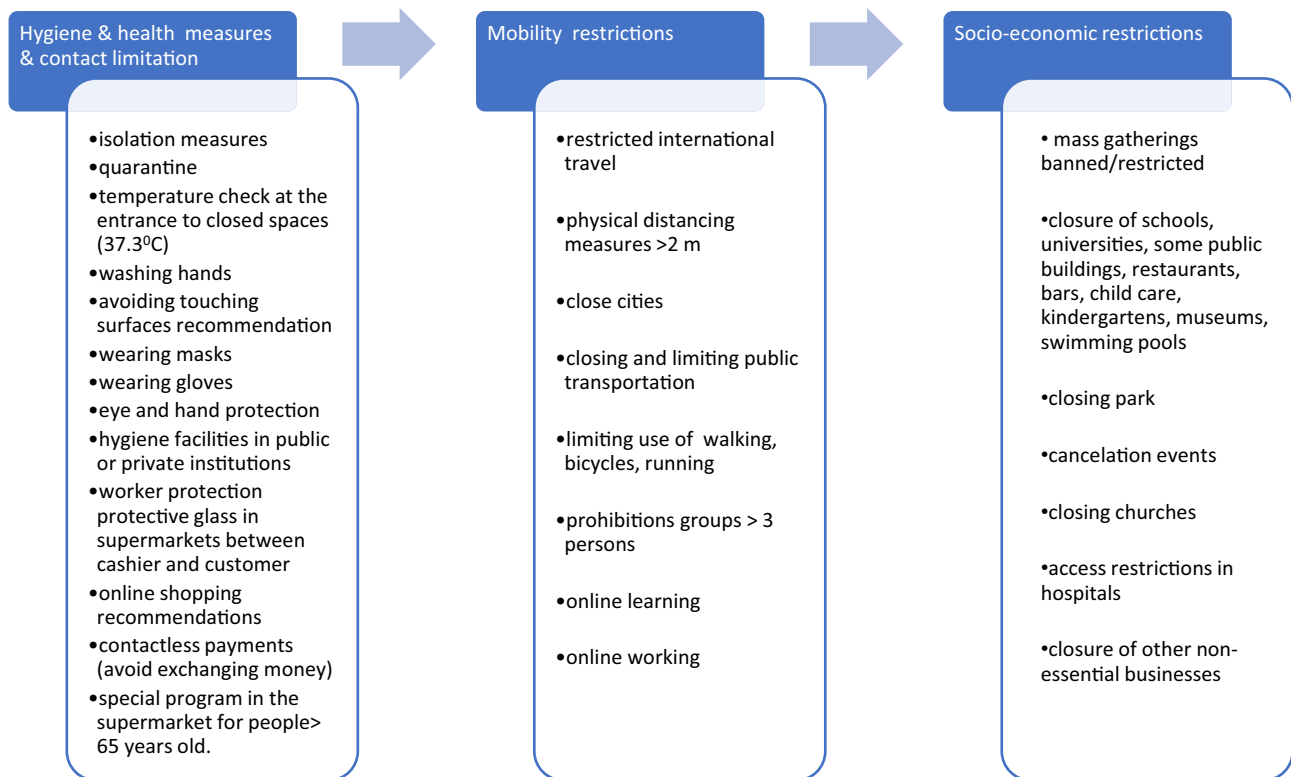 Hygiene & health measures
& contact limitation
•isolation measures
•quarantine
•temperature check at the
entrance to closed spaces
(37.3⁰C)
•washing hands
•avoiding touching
surfaces recommendation
•wearing masks
•wearing gloves
•eye and hand protection
•hygiene facilities in public
or private institutions
•worker protection
protective glass in
supermarkets between
cashier and customer
•online shopping
recommendations
•contactless payments
(avoid exchanging money)
•special program in the
supermarket for people>
65 years old.
Mobility restrictions
•restricted international
travel
•physical distancing
measures >2 m
•close cities
•closing and limiting public
transportation
•limiting use of walking,
bicycles, running
•prohibitions groups > 3
persons
•online learning
•online working
Socio-economic restrictions
• mass gatherings
banned/restricted
•closure of schools,
universities, some public
buildings, restaurants,
bars, child care,
kindergartens, museums,
swimming pools
•closing park
•cancelation events
•closing churches
•access restrictions in
hospitals
•closure of other non-
essential businesses